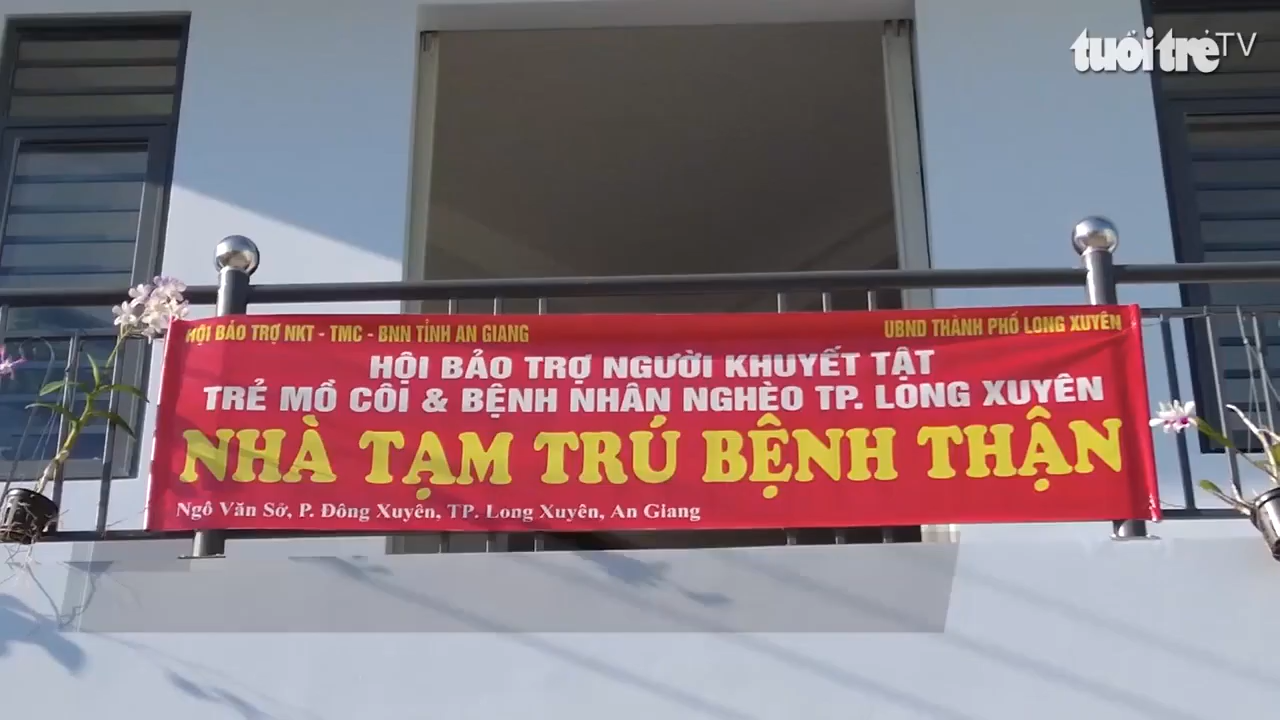 tuổi trẻ TV
HỘI BẢO TRỢ NKT - TMC - BNN TỈNH AN GIANG
UBND THÀNH PHỐ LONG XUYÊN
HỘI BẢO TRỢ NGƯỜI KHUYẾT TẬT
TRẺ MỒ CÔI & BỆNH NHÂN NGHÈO TP. LONG XUYÊN
NHÀ TẠM TRÚ BỆNH THẬN
Ngô Văn Sở, P. Đông Xuyên, TP. Long Xuyên, An Giang